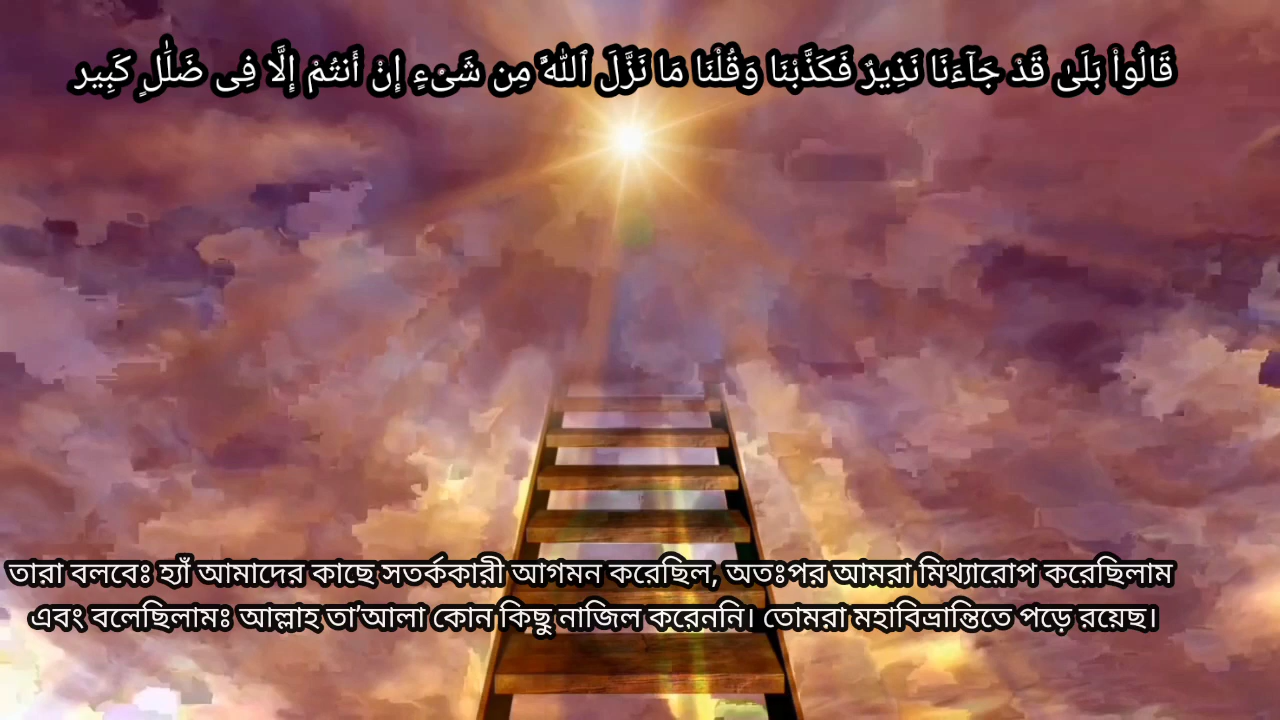 قَالُوا۟ بَلَىٰ قَدْ جَآءَنَا نَذِيرٌ فَكَذَّبْنَا وَقُلْنَا مَا نَزَّلَ ٱللَّهُ مِن شَىْءٍ إِنْ أَنتُمْ إِلَّا فِى ضَلَٰلٍ كَبِير
তারা বলবেঃ হ্যাঁ আমাদের কাছে সতর্ককারী আগমন করেছিল, অতঃপর আমরা মিথ্যারোপ করেছিলাম
এবং বলেছিলামঃ আল্লাহ তা’আলা কোন কিছু নাজিল করেননি। তোমরা মহাবিভ্রান্তিতে পড়ে রয়েছ।